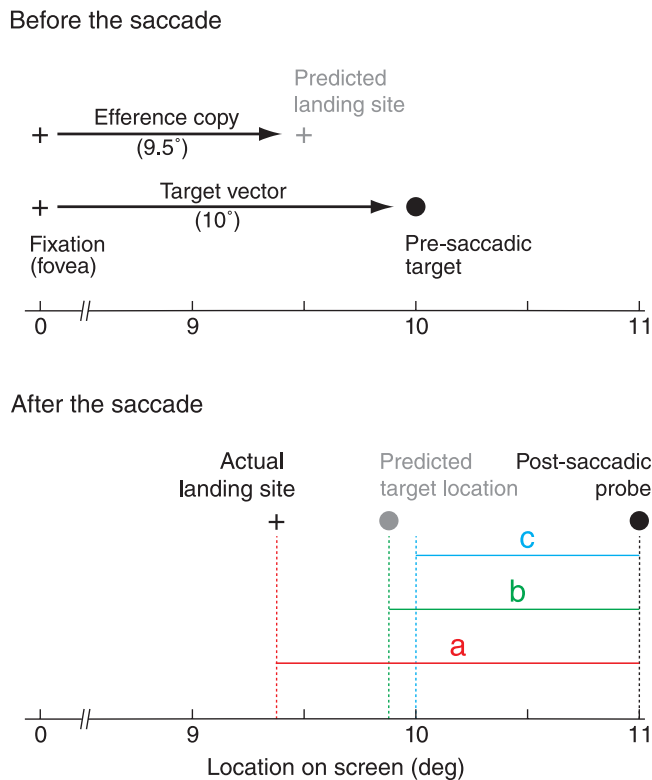 Before the saccade
Predicted
landing site
Efference copy
(9.5°)
Target vector
(10°)
Fixation
(fovea)
Pre-saccadic
target
0 9 10 11
After the saccade
Actual
landing site
Predicted
target location
Post-saccadic
probe
c
b
a
0 9 10 11
Location on screen (deg)